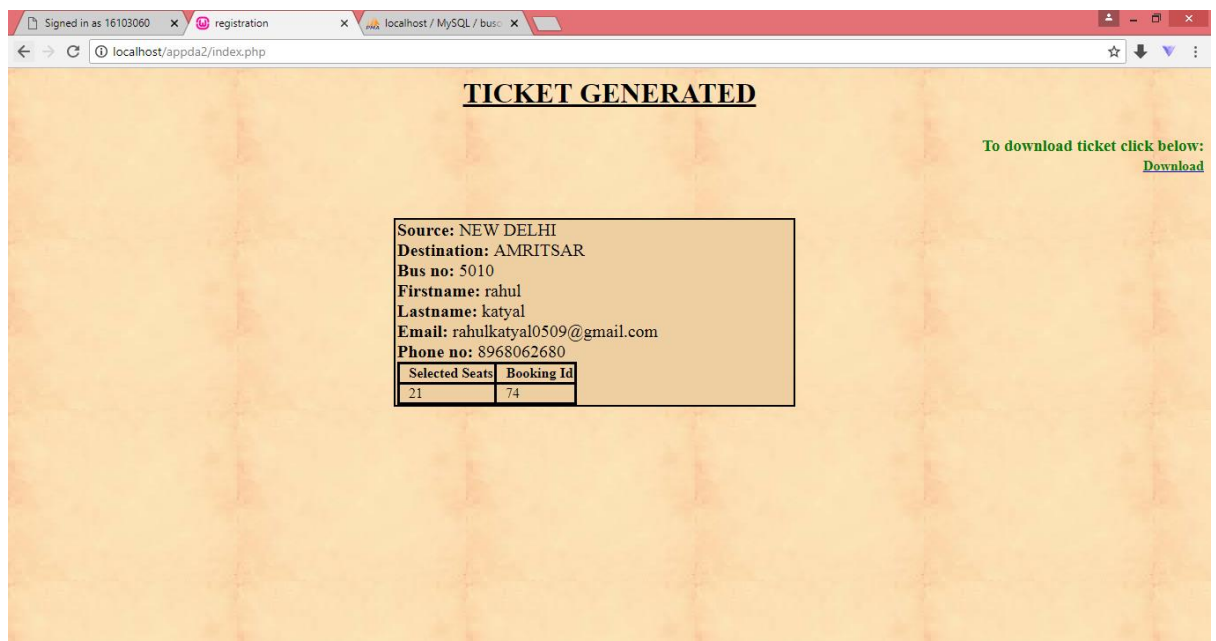 Signed in as 16103060
registration
localhost / MySQL / buso
localhost/appda2/index.php
TICKET GENERATED
To download ticket click below:
Download
Source: NEW DELHI
Destination: AMRITSAR
Bus no: 5010
Firstname: rahul
Lastname: katyal
Email: rahulkatyal0509@gmail.com
Phone no: 8968062680
Selected Seats Booking Id
21 74